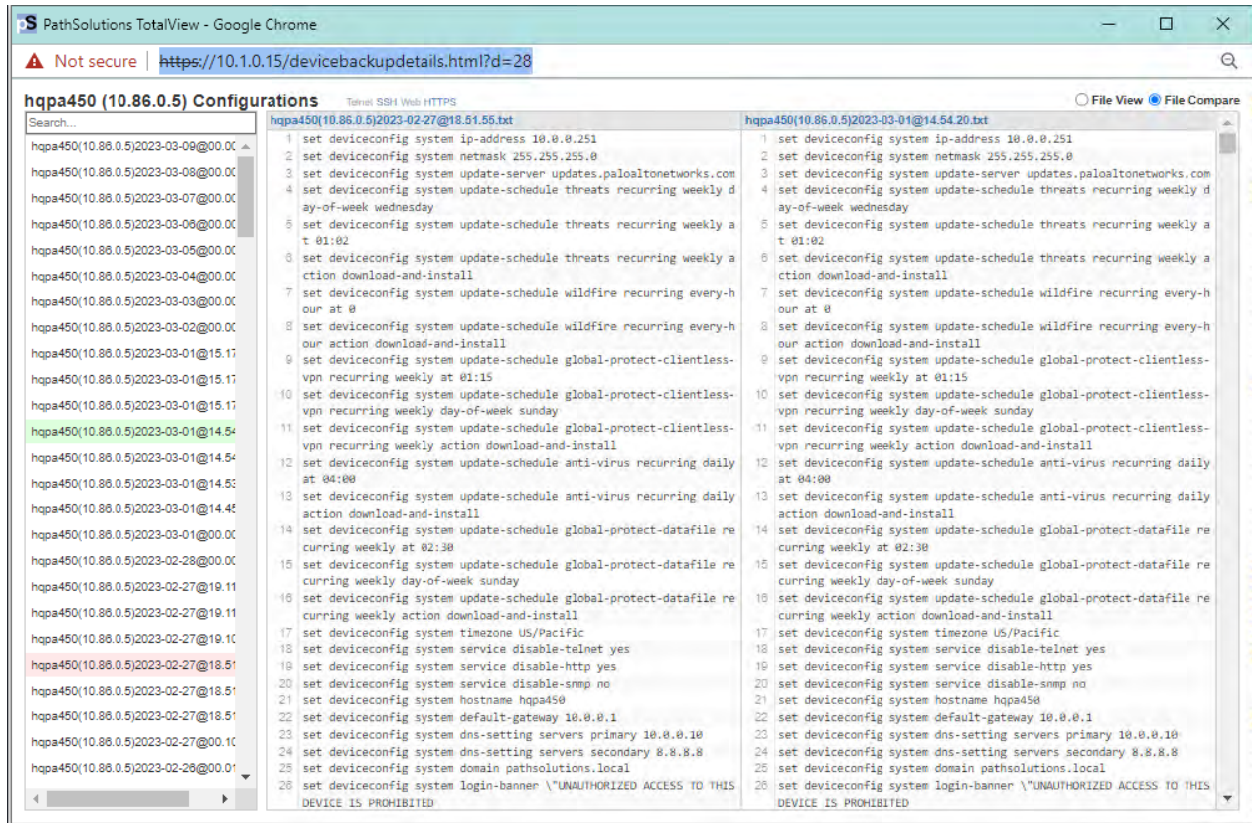 PathSolutions TotalView - Google Chrome
Not secure | https://10.1.0.15/devicebackupdetails.html?d=28
hqpa450 (10.86.0.5) Configurations Telnet SSH Web HTTPS
File View File Compare
Search...
hqpa450(10.86.0.5)2023-03-09@00.00
hqpa450(10.86.0.5)2023-03-08@00.00
hqpa450(10.86.0.5)2023-03-07@00.00
hqpa450(10.86.0.5)2023-03-06@00.00
hqpa450(10.86.0.5)2023-03-05@00.00
hqpa450(10.86.0.5)2023-03-04@00.00
hqpa450(10.86.0.5)2023-03-03@00.00
hqpa450(10.86.0.5)2023-03-02@00.00
hqpa450(10.86.0.5)2023-03-01@15.17
hqpa450(10.86.0.5)2023-03-01@15.17
hqpa450(10.86.0.5)2023-03-01@15.17
hqpa450(10.86.0.5)2023-03-01@14.54
hqpa450(10.86.0.5)2023-03-01@14.54
hqpa450(10.86.0.5)2023-03-01@14.53
hqpa450(10.86.0.5)2023-03-01@14.45
hqpa450(10.86.0.5)2023-03-01@00.00
hqpa450(10.86.0.5)2023-02-28@00.00
hqpa450(10.86.0.5)2023-02-27@19.11
hqpa450(10.86.0.5)2023-02-27@19.11
hqpa450(10.86.0.5)2023-02-27@19.10
hqpa450(10.86.0.5)2023-02-27@18.51
hqpa450(10.86.0.5)2023-02-27@18.51
hqpa450(10.86.0.5)2023-02-27@18.51
hqpa450(10.86.0.5)2023-02-27@00.10
hqpa450(10.86.0.5)2023-02-26@00.01
hqpa450(10.86.0.5)2023-02-27@18.51.55.txt
1 set deviceconfig system ip-address 10.0.0.251
2 set deviceconfig system netmask 255.255.255.0
3 set deviceconfig system update-server updates.paloaltonetworks.com
4 set deviceconfig system update-schedule threats recurring weekly d
ay-of-week wednesday
5 set deviceconfig system update-schedule threats recurring weekly a
t 01:02
6 set deviceconfig system update-schedule threats recurring weekly a
ction download-and-install
7 set deviceconfig system update-schedule wildfire recurring every-h
our at 0
8 set deviceconfig system update-schedule wildfire recurring every-h
our action download-and-install
9 set deviceconfig system update-schedule global-protect-clientless-
vpn recurring weekly at 01:15
10 set deviceconfig system update-schedule global-protect-clientless-
vpn recurring weekly day-of-week sunday
11 set deviceconfig system update-schedule global-protect-clientless-
vpn recurring weekly action download-and-install
12 set deviceconfig system update-schedule anti-virus recurring daily
at 04:00
13 set deviceconfig system update-schedule anti-virus recurring daily
action download-and-install
14 set deviceconfig system update-schedule global-protect-datafile re
curring weekly at 02:30
15 set deviceconfig system update-schedule global-protect-datafile re
curring weekly day-of-week sunday
16 set deviceconfig system update-schedule global-protect-datafile re
curring weekly action download-and-install
17 set deviceconfig system timezone US/Pacific
18 set deviceconfig system service disable-telnet yes
19 set deviceconfig system service disable-http yes
20 set deviceconfig system service disable-snmp no
21 set deviceconfig system hostname hqpa450
22 set deviceconfig system default-gateway 10.0.0.1
23 set deviceconfig system dns-setting servers primary 10.0.0.10
24 set deviceconfig system dns-setting servers secondary 8.8.8.8
25 set deviceconfig system domain pathsolutions.local
26 set deviceconfig system login-banner \"UNAUTHORIZED ACCESS TO THIS
DEVICE IS PROHIBITED
hqpa450(10.86.0.5)2023-03-01@14.54.20.txt
1 set deviceconfig system ip-address 10.0.0.251
2 set deviceconfig system netmask 255.255.255.0
3 set deviceconfig system update-server updates.paloaltonetworks.com
4 set deviceconfig system update-schedule threats recurring weekly d
ay-of-week wednesday
5 set deviceconfig system update-schedule threats recurring weekly a
t 01:02
6 set deviceconfig system update-schedule threats recurring weekly a
ction download-and-install
7 set deviceconfig system update-schedule wildfire recurring every-h
our at 0
8 set deviceconfig system update-schedule wildfire recurring every-h
our action download-and-install
9 set deviceconfig system update-schedule global-protect-clientless-
vpn recurring weekly at 01:15
10 set deviceconfig system update-schedule global-protect-clientless-
vpn recurring weekly day-of-week sunday
11 set deviceconfig system update-schedule global-protect-clientless-
vpn recurring weekly action download-and-install
12 set deviceconfig system update-schedule anti-virus recurring daily
at 04:00
13 set deviceconfig system update-schedule anti-virus recurring daily
action download-and-install
14 set deviceconfig system update-schedule global-protect-datafile re
curring weekly at 02:30
15 set deviceconfig system update-schedule global-protect-datafile re
curring weekly day-of-week sunday
16 set deviceconfig system update-schedule global-protect-datafile re
curring weekly action download-and-install
17 set deviceconfig system timezone US/Pacific
18 set deviceconfig system service disable-telnet yes
19 set deviceconfig system service disable-http yes
20 set deviceconfig system service disable-snmp no
21 set deviceconfig system hostname hqpa450
22 set deviceconfig system default-gateway 10.0.0.1
23 set deviceconfig system dns-setting servers primary 10.0.0.10
24 set deviceconfig system dns-setting servers secondary 8.8.8.8
25 set deviceconfig system domain pathsolutions.local
26 set deviceconfig system login-banner \"UNAUTHORIZED ACCESS TO THIS
DEVICE IS PROHIBITED